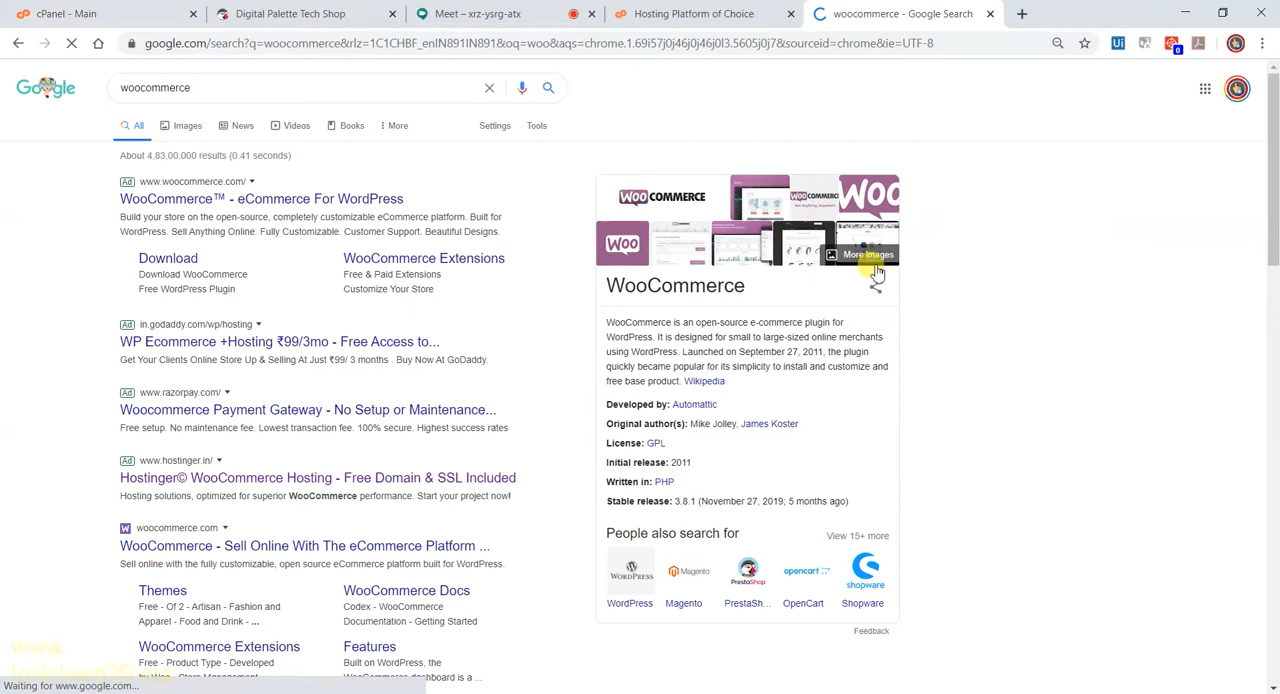 cPanel - Main
Digital Palette Tech Shop
Meet – xrz-ysrg-atx
Hosting Platform of Choice
woocommerce - Google Search
google.com/search?q=woocommerce&rlz=1C1CHBF_enIN891IN891&oq=woo&aqs=chrome.1.69i57j0j46j0j46j0l3.5605j0j7&sourceid=chrome&ie=UTF-8
woocommerce
All Images News Videos Books More Settings Tools
About 4,83,00,000 results (0.41 seconds)
Ad www.woocommerce.com/
WooCommerce™ - eCommerce For WordPress
Build your store on the open-source, completely customizable eCommerce platform. Built for
WordPress. Sell Anything Online. Fully Customizable. Customer Support. Beautiful Designs.
Download
Download WooCommerce
Free WordPress Plugin
WooCommerce Extensions
Free & Paid Extensions
Customize Your Store
Ad in.godaddy.com/wp/hosting
WP Ecommerce +Hosting ₹99/3mo - Free Access to...
Get Your Clients Online Store Up & Selling At Just ₹99/ 3 months . Buy Now At GoDaddy.
Ad www.razorpay.com/
Woocommerce Payment Gateway - No Setup or Maintenance...
Free setup. No maintenance fee. Lowest transaction fee. 100% secure. Highest success rates
Ad www.hostinger.in/
Hostinger© WooCommerce Hosting - Free Domain & SSL Included
Hosting solutions, optimized for superior WooCommerce performance. Start your project now!
woocommerce.com
WooCommerce - Sell Online With The eCommerce Platform ...
Sell online with the fully customizable, open source eCommerce platform built for WordPress.
Themes
Free - Of 2 - Artisan - Fashion and
Apparel - Food and Drink - ...
WooCommerce Docs
Codex - WooCommerce
Documentation - Getting Started
WooCommerce Extensions
Free - Product Type - Developed
Features
Built on WordPress, the
WooCommerce dashboard is a ...
Waiting for www.google.com...
WOO COMMERCE
WOO
WOO
More images
WooCommerce
WooCommerce is an open-source e-commerce plugin for
WordPress. It is designed for small to large-sized online merchants
using WordPress. Launched on September 27, 2011, the plugin
quickly became popular for its simplicity to install and customize and
free base product. Wikipedia
Developed by: Automattic
Original author(s): Mike Jolley, James Koster
License: GPL
Initial release: 2011
Written in: PHP
Stable release: 3.8.1 (November 27, 2019; 5 months ago)
People also search for
View 15+ more
WordPress Magento PrestaShop opencart shopware
WordPress Magento PrestaSh... OpenCart Shopware
Feedback